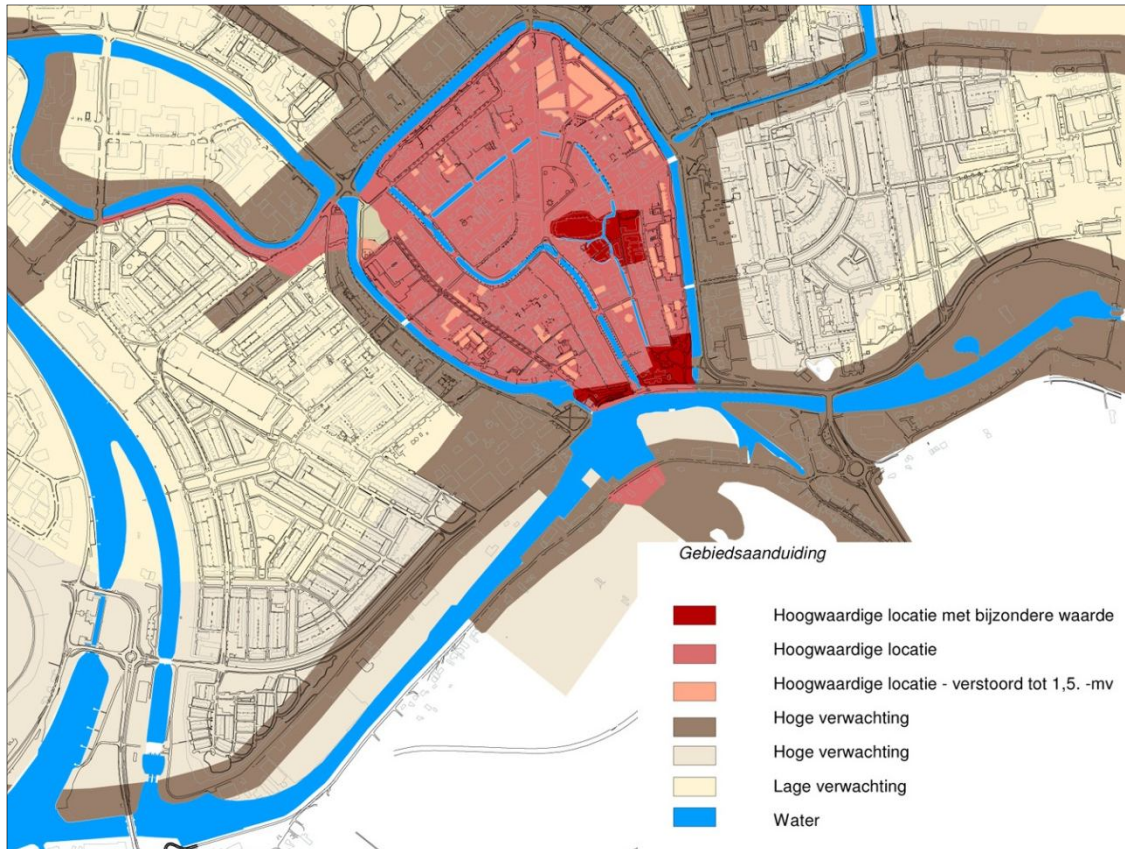 Gebiedsaanduiding
Hoogwaardige locatie met bijzondere waarde
Hoogwaardige locatie
Hoogwaardige locatie - verstoord tot 1,5. -mv
Hoge verwachting
Hoge verwachting
Lage verwachting
Water